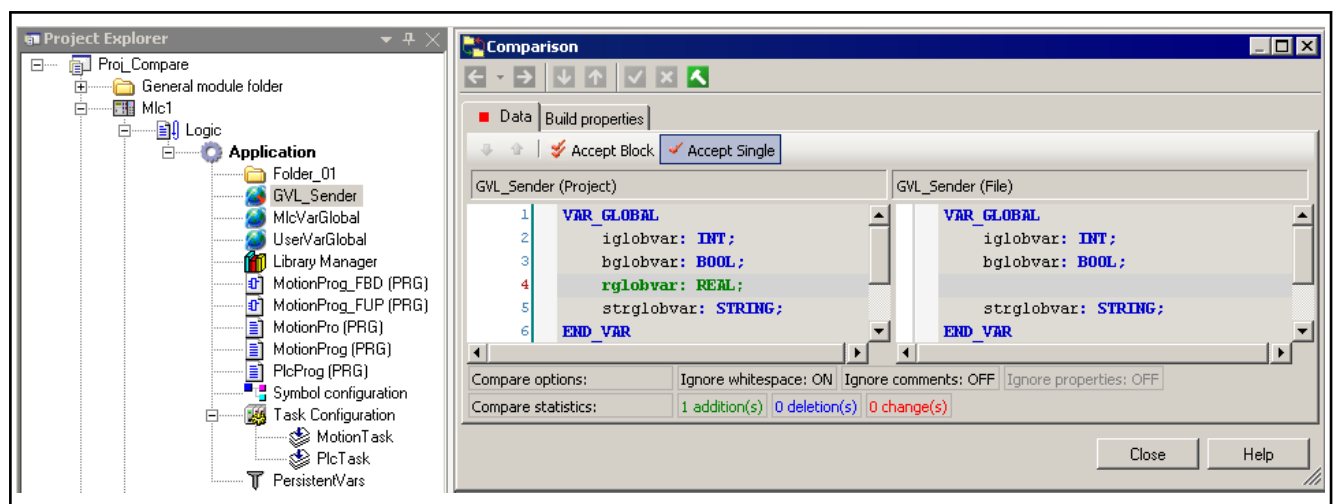 Project Explorer
Proj_Compare
General module folder
Mlc1
Logic
Application
Folder_01
GVL_Sender
MlcVarGlobal
UserVarGlobal
Library Manager
MotionProg_FBD (PRG)
MotionProg_FUP (PRG)
MotionPro (PRG)
MotionProg (PRG)
PlcProg (PRG)
Symbol configuration
Task Configuration
MotionTask
PlcTask
PersistentVars
Comparison
Data Build properties
Accept Block Accept Single
GVL_Sender (Project) GVL_Sender (File)
1 VAR_GLOBAL
2 iglobvar: INT;
3 bglobvar: BOOL;
4 rglobvar: REAL;
5 strglobvar: STRING;
6 END_VAR
VAR_GLOBAL
iglobvar: INT;
bglobvar: BOOL;
strglobvar: STRING;
END_VAR
Compare options: Ignore whitespace: ON Ignore comments: OFF Ignore properties: OFF
Compare statistics: 1 addition(s) 0 deletion(s) 0 change(s)
Close Help